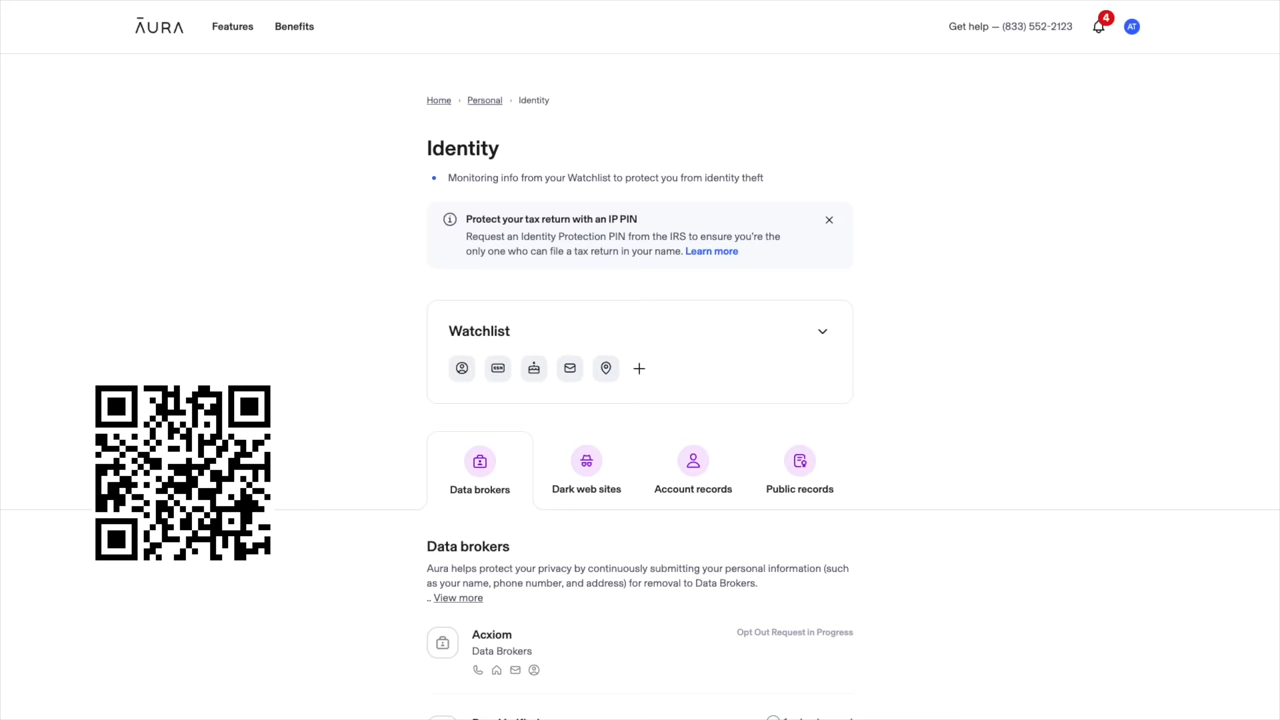 ĀURA Features Benefits Get help — (833) 552-2123 4 AT
Home › Personal › Identity
Identity
• Monitoring info from your Watchlist to protect you from identity theft
Protect your tax return with an IP PIN
Request an Identity Protection PIN from the IRS to ensure you're the
only one who can file a tax return in your name. Learn more
Watchlist
Data brokers Dark web sites Account records Public records
Data brokers
Aura helps protect your privacy by continuously submitting your personal information (such
as your name, phone number, and address) for removal to Data Brokers.
.. View more
Acxiom Opt Out Request in Progress
Data Brokers